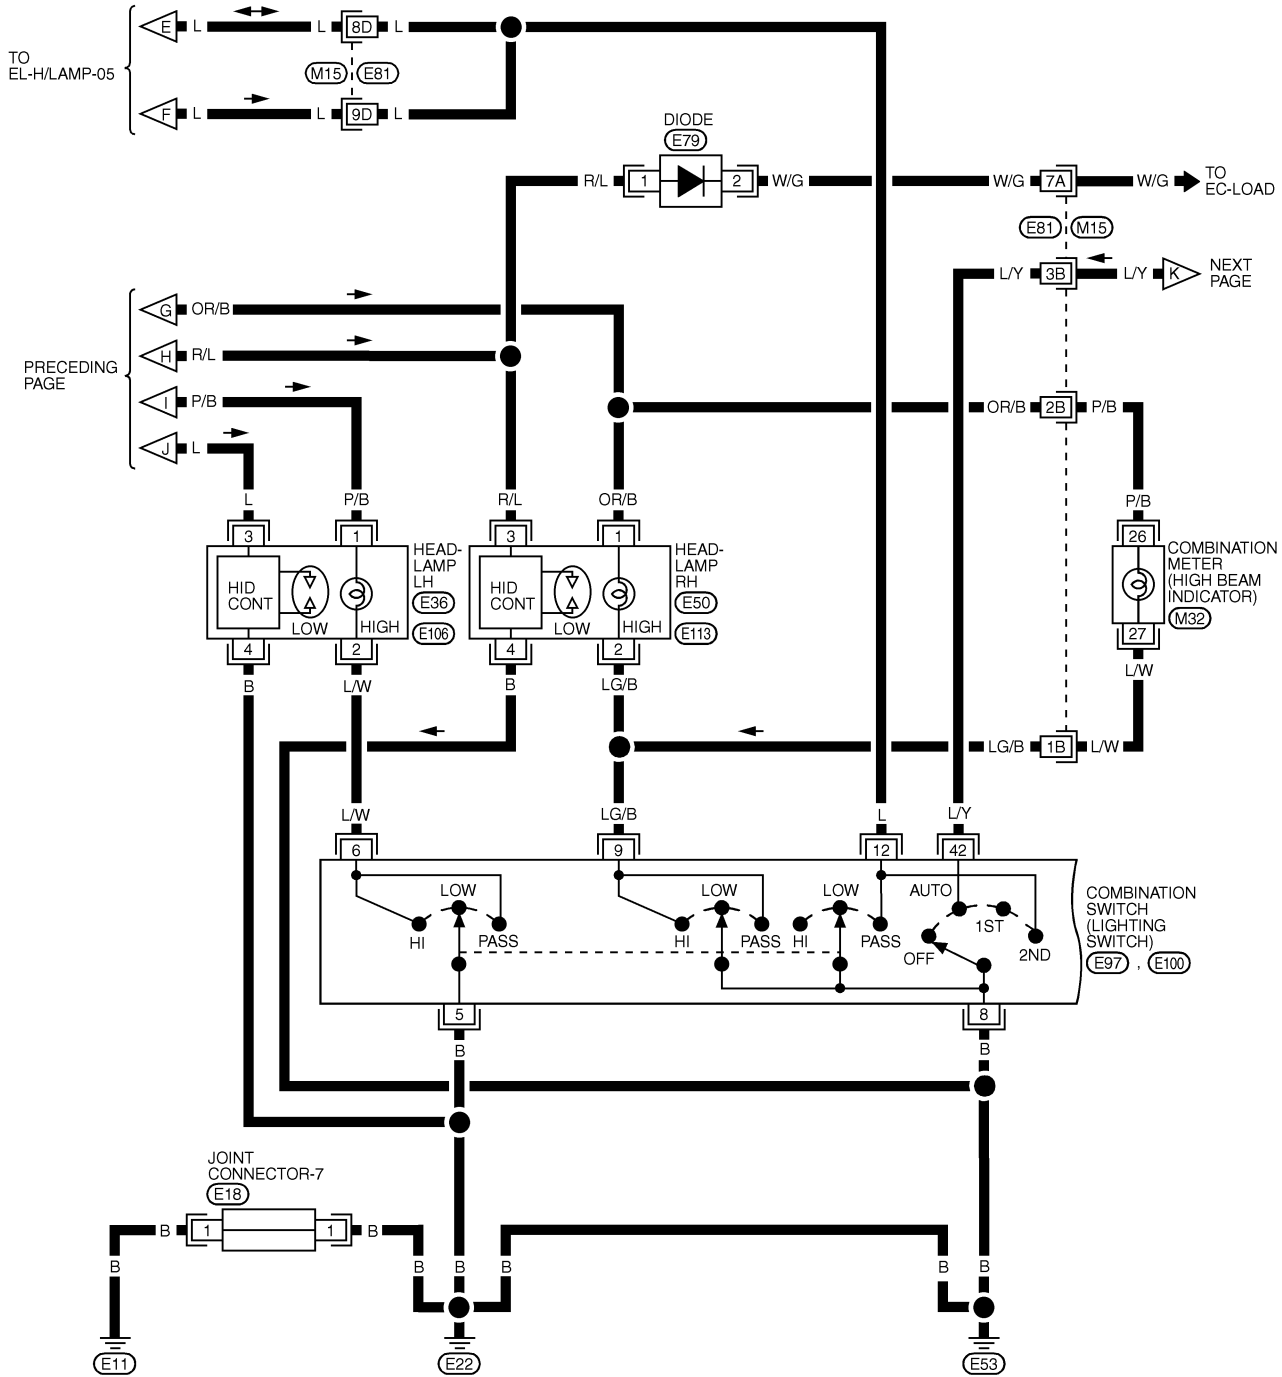 E L L 8D L
TO
EL-H/LAMP-05
M15 E81
F L L 9D L
DIODE
E79
R/L 1 2 W/G W/G 7A W/G
TO
EC-LOAD
E81 M15
L/Y 3B L/Y K
NEXT
PAGE
G OR/B
H R/L
PRECEDING
PAGE
I P/B
J L
OR/B 2B P/B
L P/B R/L OR/B P/B
3 1 3 1 26
HEAD-
LAMP
LH
E36
E106
HID
CONT
LOW
HIGH
HEAD-
LAMP
RH
E50
E113
HID
CONT
LOW
HIGH
COMBINATION
METER
(HIGH BEAM
INDICATOR)
M32
4 2 4 2 27
B L/W B LG/B L/W
LG/B 1B L/W
L/W LG/B L L/Y
6 9 12 42
LOW LOW LOW AUTO
1ST
HI PASS HI PASS HI PASS OFF 2ND
COMBINATION
SWITCH
(LIGHTING
SWITCH)
E97 , E100
5 8
B B
JOINT
CONNECTOR-7
E18
B 1 1 B
B B B B B B
E11 E22 E53